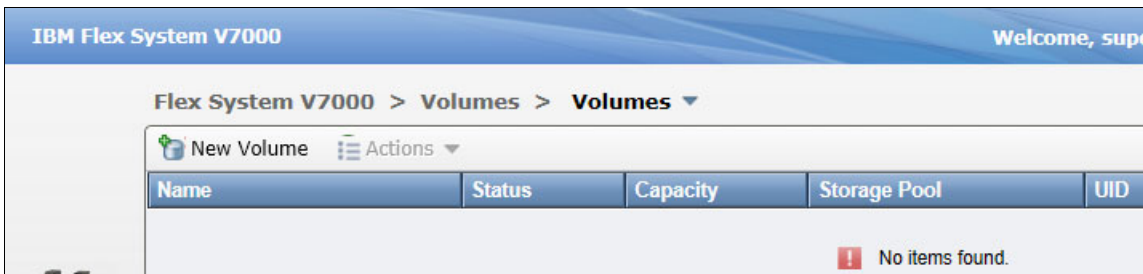 IBM Flex System V7000 Welcome,
Flex System V7000 > Volumes > Volumes
New Volume Actions
Name Status Capacity Storage Pool UID
No items found.